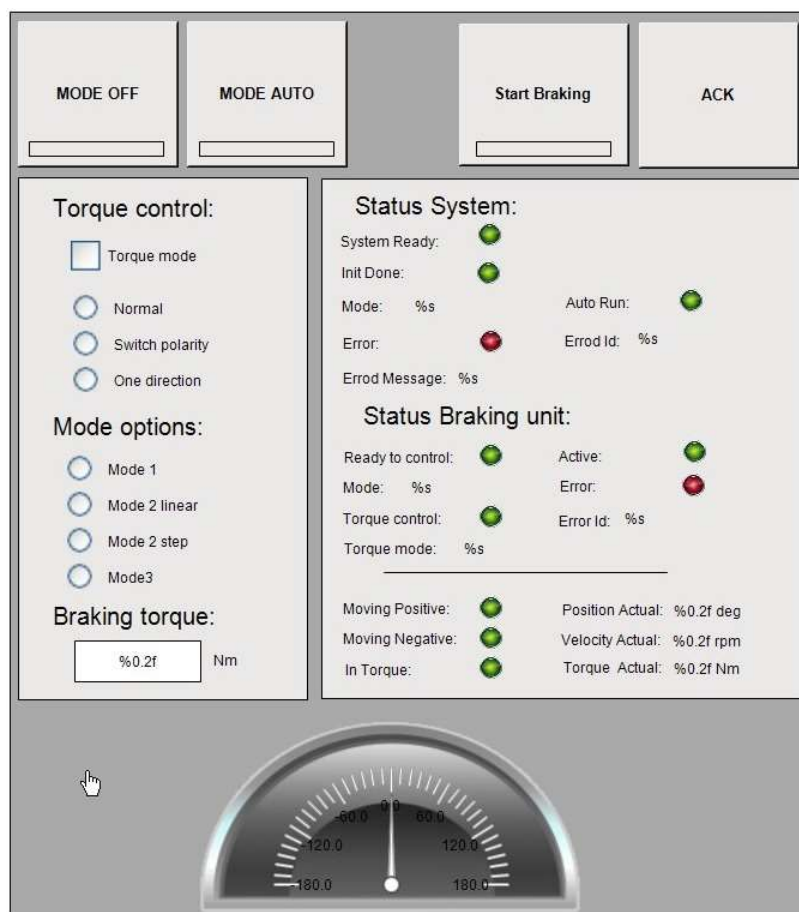 MODE OFF
MODE AUTO
Start Braking
ACK
Torque control:
Torque mode
Normal
Switch polarity
One direction
Mode options:
Mode 1
Mode 2 linear
Mode 2 step
Mode3
Braking torque:
%0.2f Nm
Status System:
System Ready:
Init Done:
Mode: %s Auto Run:
Error: Errod Id: %s
Errod Message: %s
Status Braking unit:
Ready to control: Active:
Mode: %s Error:
Torque control: Error Id: %s
Torque mode: %s
Moving Positive: Position Actual: %0.2f deg
Moving Negative: Velocity Actual: %0.2f rpm
In Torque: Torque Actual: %0.2f Nm
0.0
-60.0 60.0
-120.0 120.0
-180.0 180.0